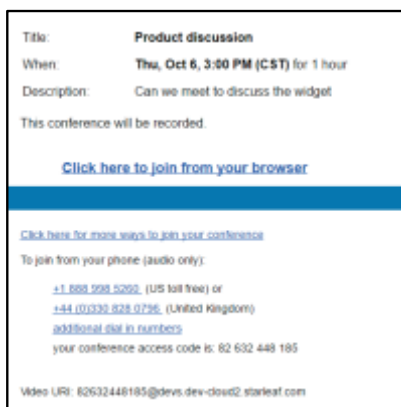 Title: Product discussion
When: Thu, Oct 6, 3:00 PM (CST) for 1 hour
Description: Can we meet to discuss the widget
This conference will be recorded.
Click here to join from your browser
Click here for more ways to join your conference
To join from your phone (audio only):
+1 888 998 5260 (US toll free) or
+44 (0)330 828 0796 (United Kingdom)
additional dial in numbers
your conference access code is: 82 632 448 185
Video URI: 82632448185@devs.dev-cloud2.starleaf.com